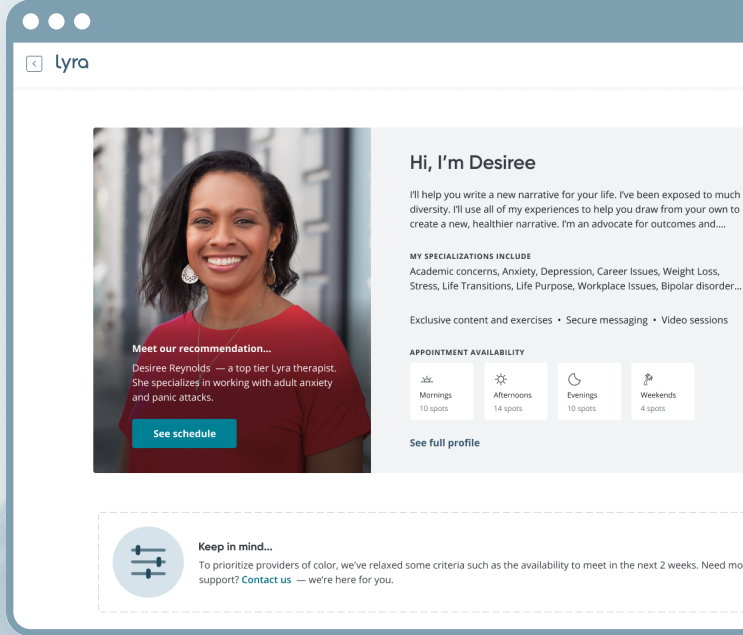 lyra
Hi, I'm Desiree
I'll help you write a new narrative for your life. I've been exposed to much
diversity. I'll use all of my experiences to help you draw from your own to
create a new, healthier narrative. I'm an advocate for outcomes and....
MY SPECIALIZATIONS INCLUDE
Academic concerns, Anxiety, Depression, Career Issues, Weight Loss,
Stress, Life Transitions, Life Purpose, Workplace Issues, Bipolar disorder...
Exclusive content and exercises • Secure messaging • Video sessions
Meet our recommendation...
Desiree Reynolds — a top tier Lyra therapist.
She specializes in working with adult anxiety
and panic attacks.
See schedule
APPOINTMENT AVAILABILITY
Mornings
10 spots
Afternoons
14 spots
Evenings
10 spots
Weekends
4 spots
See full profile
Keep in mind...
To prioritize providers of color, we've relaxed some criteria such as the availability to meet in the next 2 weeks. Need mo
support? Contact us — we're here for you.